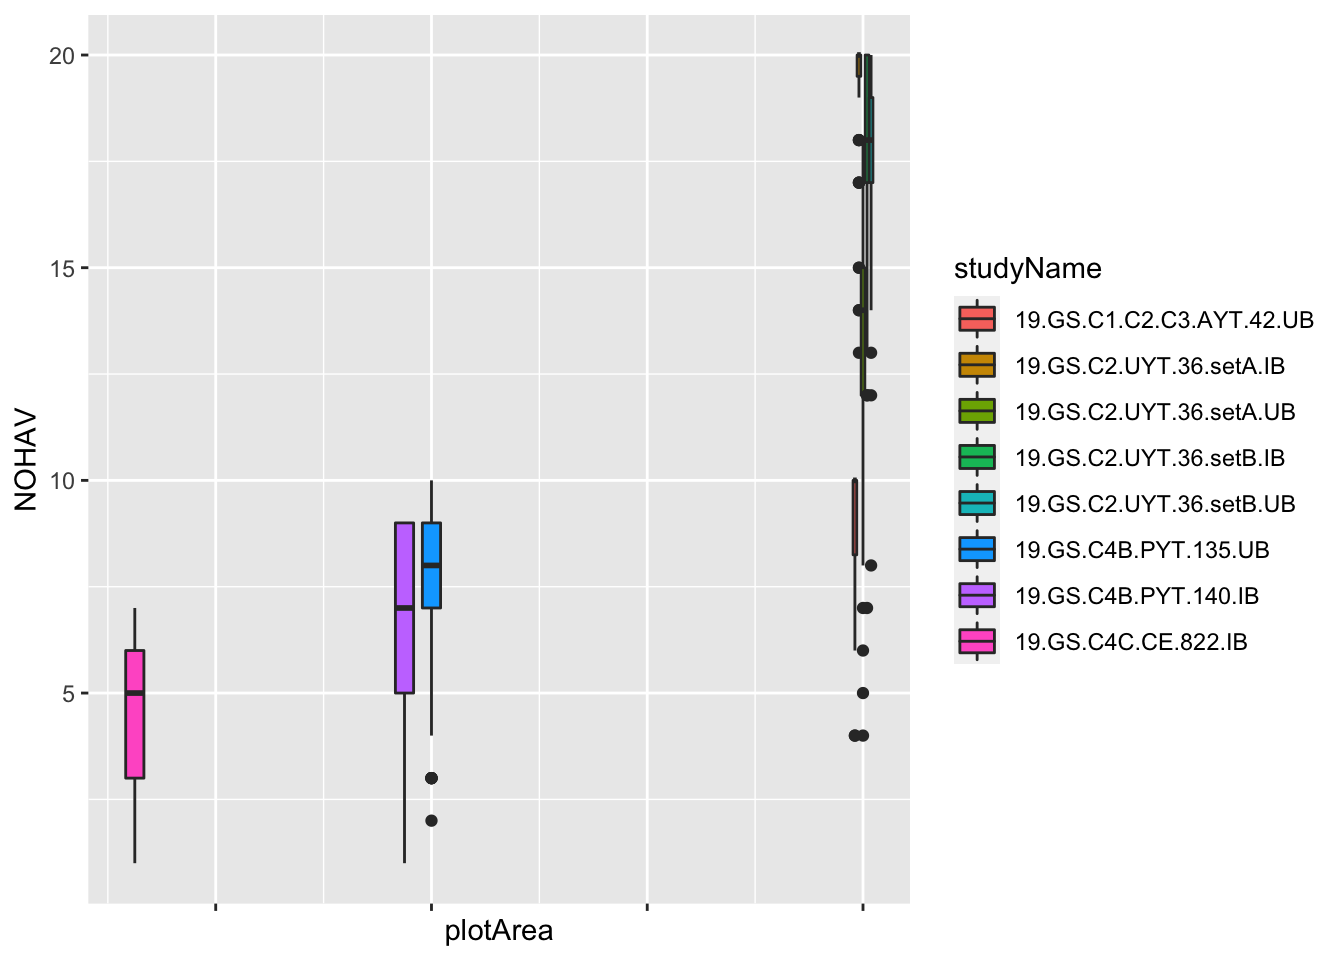 20
15
10
5
NOHAV
plotArea
studyName
19.GS.C1.C2.C3.AYT.42.UB
19.GS.C2.UYT.36.setA.IB
19.GS.C2.UYT.36.setA.UB
19.GS.C2.UYT.36.setB.IB
19.GS.C2.UYT.36.setB.UB
19.GS.C4B.PYT.135.UB
19.GS.C4B.PYT.140.IB
19.GS.C4C.CE.822.IB